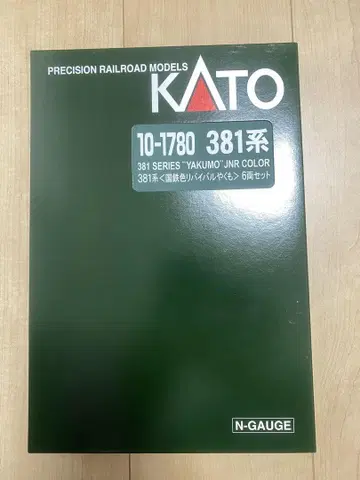 PRECISION RAILROAD MODELS
KATO
10-1780 381系
381 SERIES "YAKUMO" JNR COLOR
381系<国鉄色リバイバルやくも> 6両セット
N-GAUGE